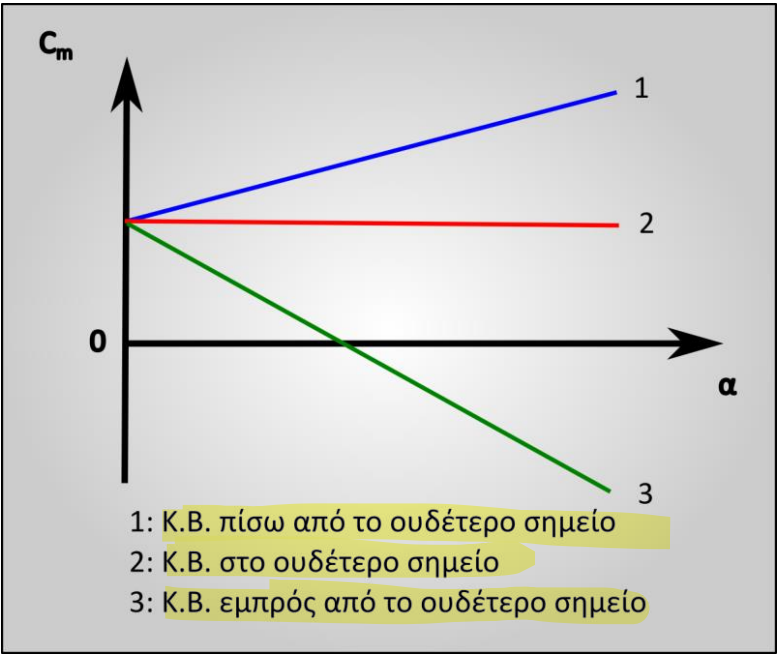 Cm
1
2
0
α
3
1: Κ.Β. πίσω από το ουδέτερο σημείο
2: Κ.Β. στο ουδέτερο σημείο
3: Κ.Β. εμπρός από το ουδέτερο σημείο